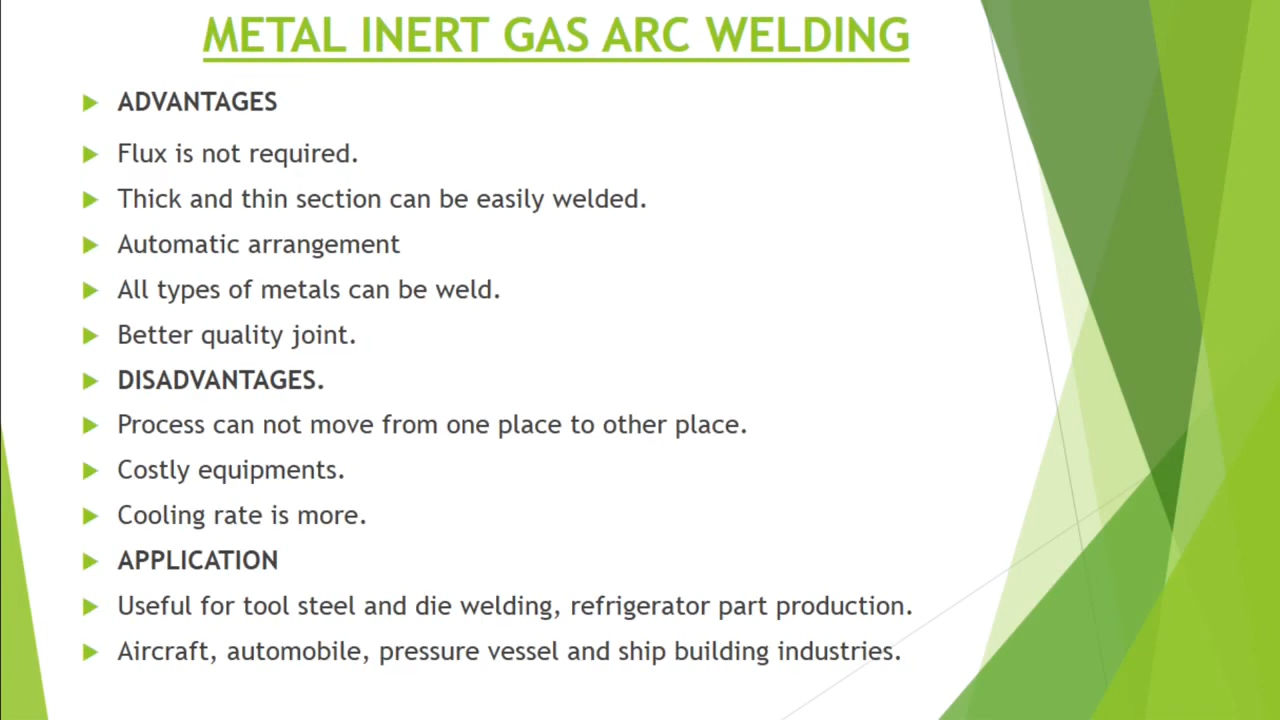 METAL INERT GAS ARC WELDING
ADVANTAGES
Flux is not required.
Thick and thin section can be easily welded.
Automatic arrangement
All types of metals can be weld.
Better quality joint.
DISADVANTAGES.
Process can not move from one place to other place.
Costly equipments.
Cooling rate is more.
APPLICATION
Useful for tool steel and die welding, refrigerator part production.
Aircraft, automobile, pressure vessel and ship building industries.